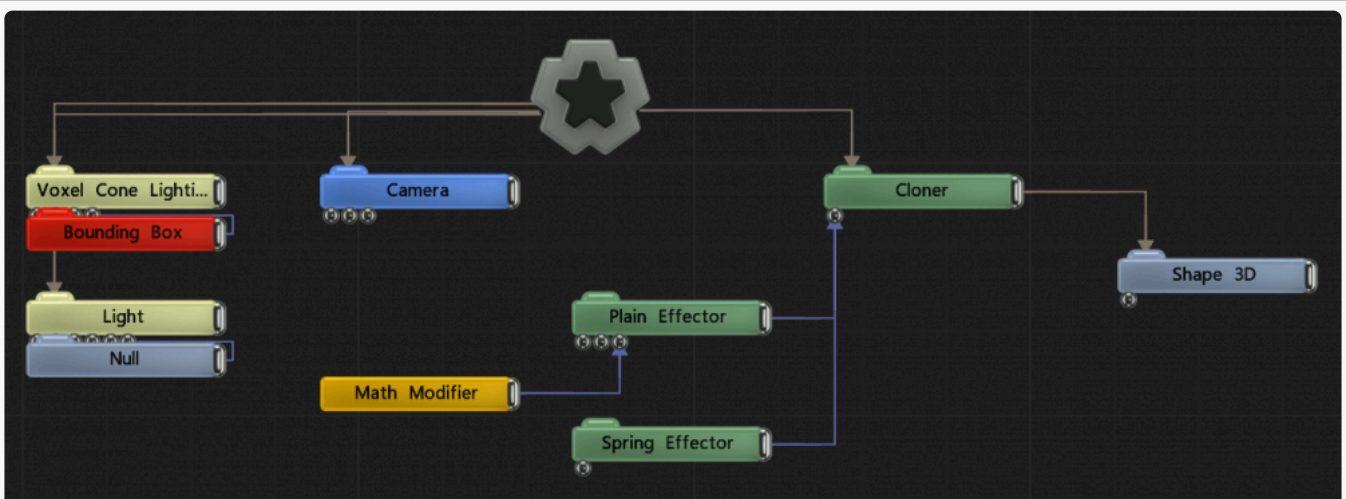 Voxel Cone Lighti...
Camera
Cloner
Bounding Box
Shape 3D
Light
Plain Effector
Null
Math Modifier
Spring Effector